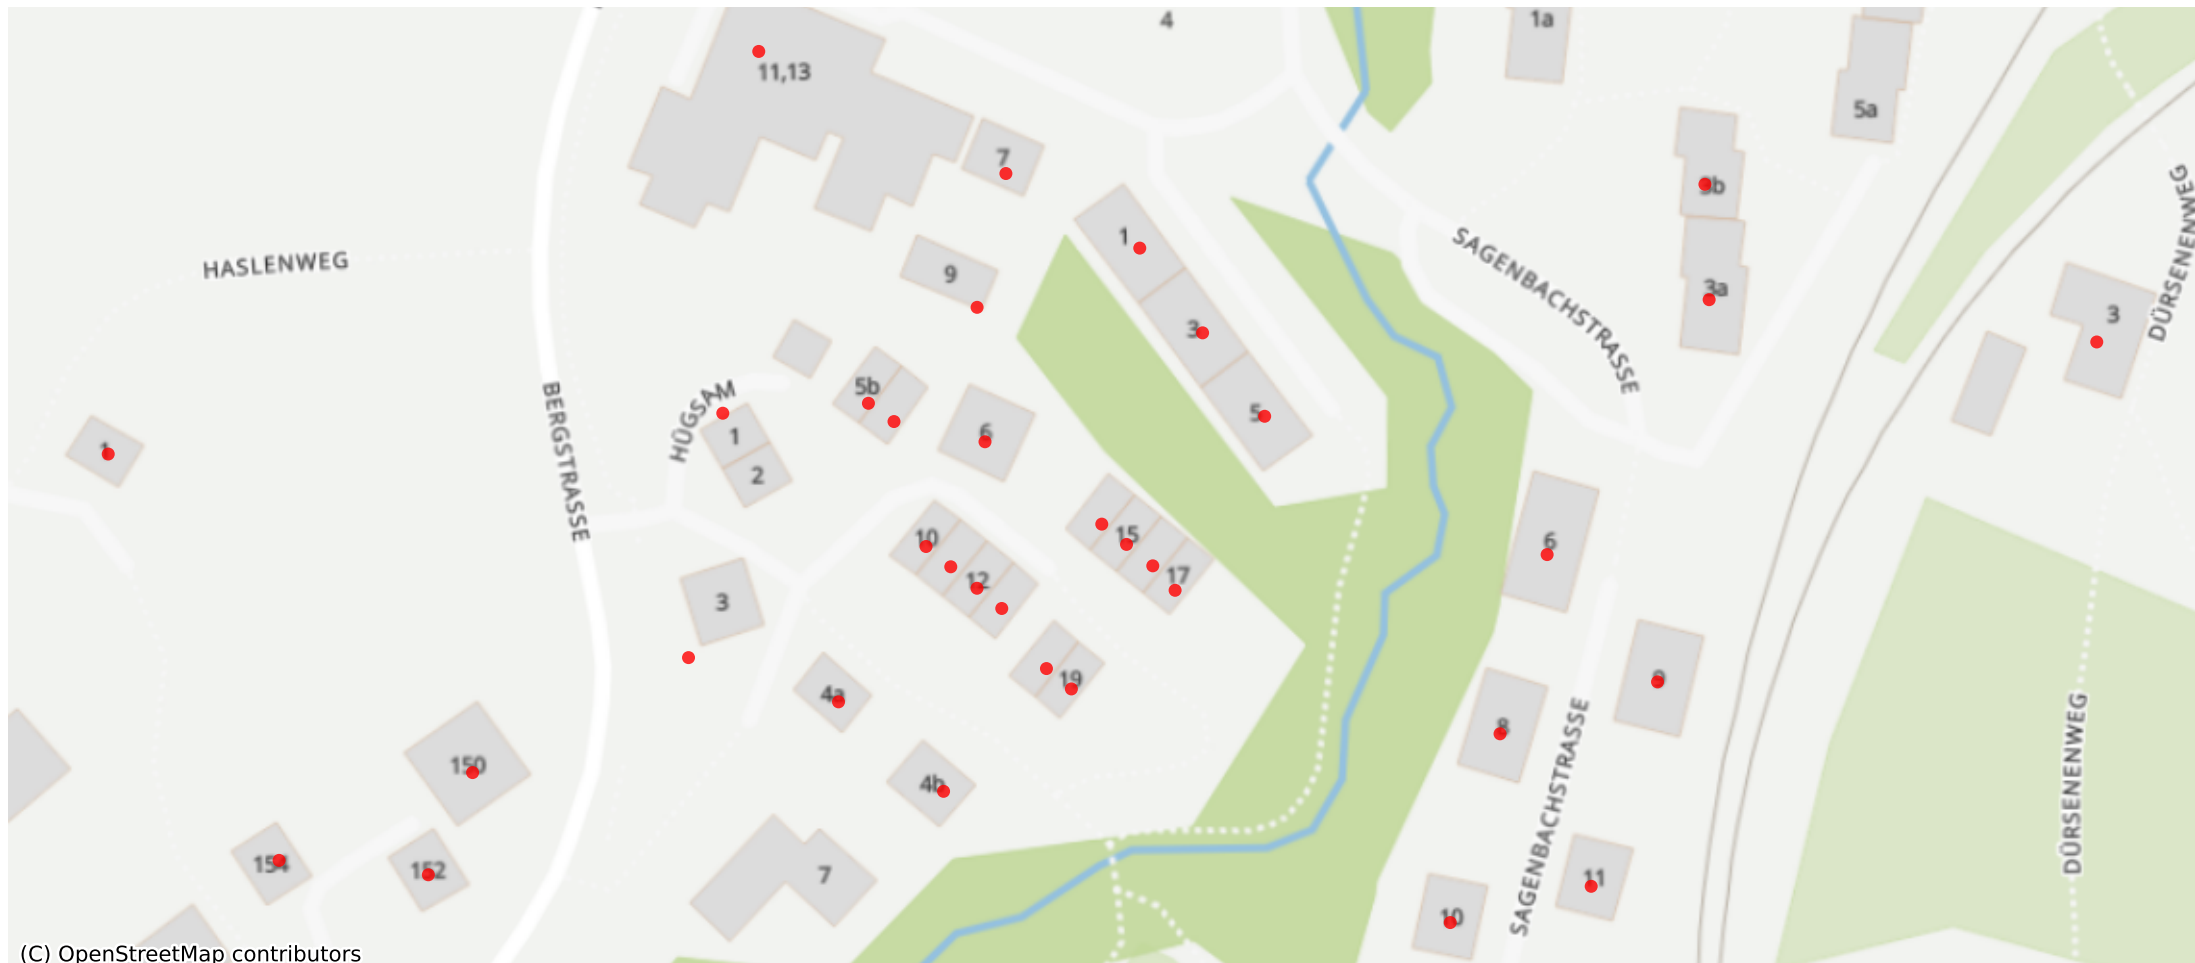 4
1a
11,13
5a
7
3b
DÜRSENENWEG
1
SAGENBACHSTRASSE
HASLENWEG
9
3a
3
3
5b
HÜGSAM
BERGSTRASSE
5
1
6
1
2
10
15
6
12
17
3
19
9
4a
8
SAGENBACHSTRASSE
DÜRSENENWEG
150
4b
154
152
7
11
10
(C) OpenStreetMap contributors